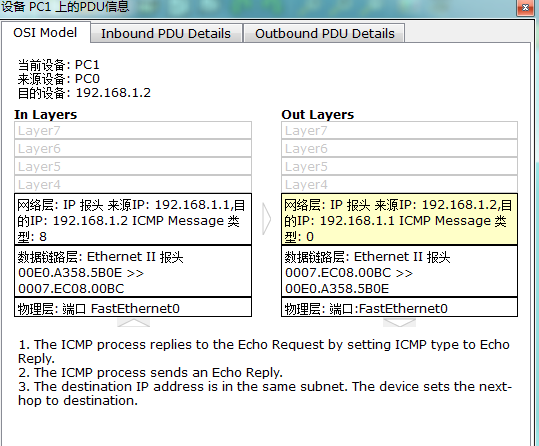 设备 PC1 上的PDU信息
OSI Model
Inbound PDU Details
Outbound PDU Details
当前设备: PC1
来源设备: PC0
目的设备: 192.168.1.2
In Layers
Layer7
Layer6
Layer5
Layer4
网络层: IP 报头 来源IP: 192.168.1.1,目
的IP: 192.168.1.2 ICMP Message 类
型: 8
数据链路层: Ethernet II 报头
00E0.A358.5B0E >>
0007.EC08.00BC
物理层: 端口 FastEthernet0
Out Layers
Layer7
Layer6
Layer5
Layer4
网络层: IP 报头 来源IP: 192.168.1.2,目
的IP: 192.168.1.1 ICMP Message 类
型: 0
数据链路层: Ethernet II 报头
0007.EC08.00BC >>
00E0.A358.5B0E
物理层: 端口:FastEthernet0
1. The ICMP process replies to the Echo Request by setting ICMP type to Echo
Reply.
2. The ICMP process sends an Echo Reply.
3. The destination IP address is in the same subnet. The device sets the next-
hop to destination.